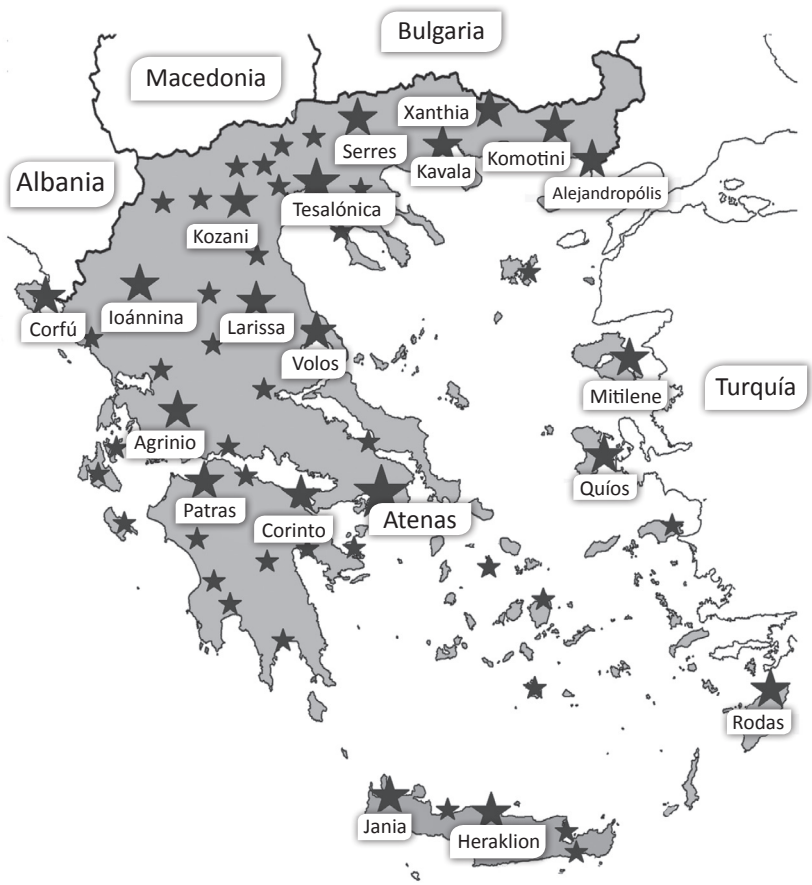 Bulgaria
Macedonia
Xanthia
Serres
Kavala
Komotini
Albania
Alejandropólis
Tesalónica
Kozani
Corfú
Ioánnina
Larissa
Volos
Turquía
Mitilene
Agrinio
Quíos
Patras
Corinto
Atenas
Rodas
Jania
Heraklion